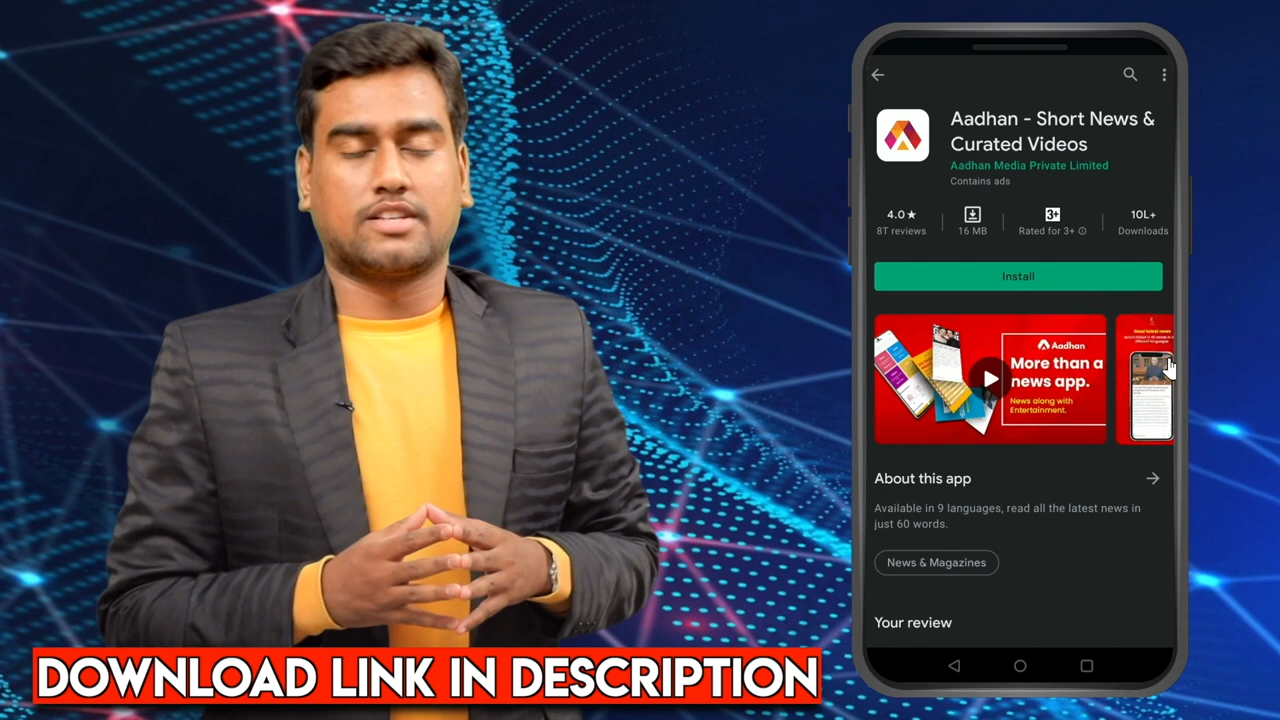 Aadhan - Short News &
Curated Videos
Aadhan Media Private Limited
Contains ads
4.0★
8T reviews
16 MB
3+
Rated for 3+
10L+
Downloads
Install
Aadhan
More than a
news app.
News along with
Entertainment.
About this app
Available in 9 languages, read all the latest news in
just 60 words.
News & Magazines
Your review
DOWNLOAD LINK IN DESCRIPTION